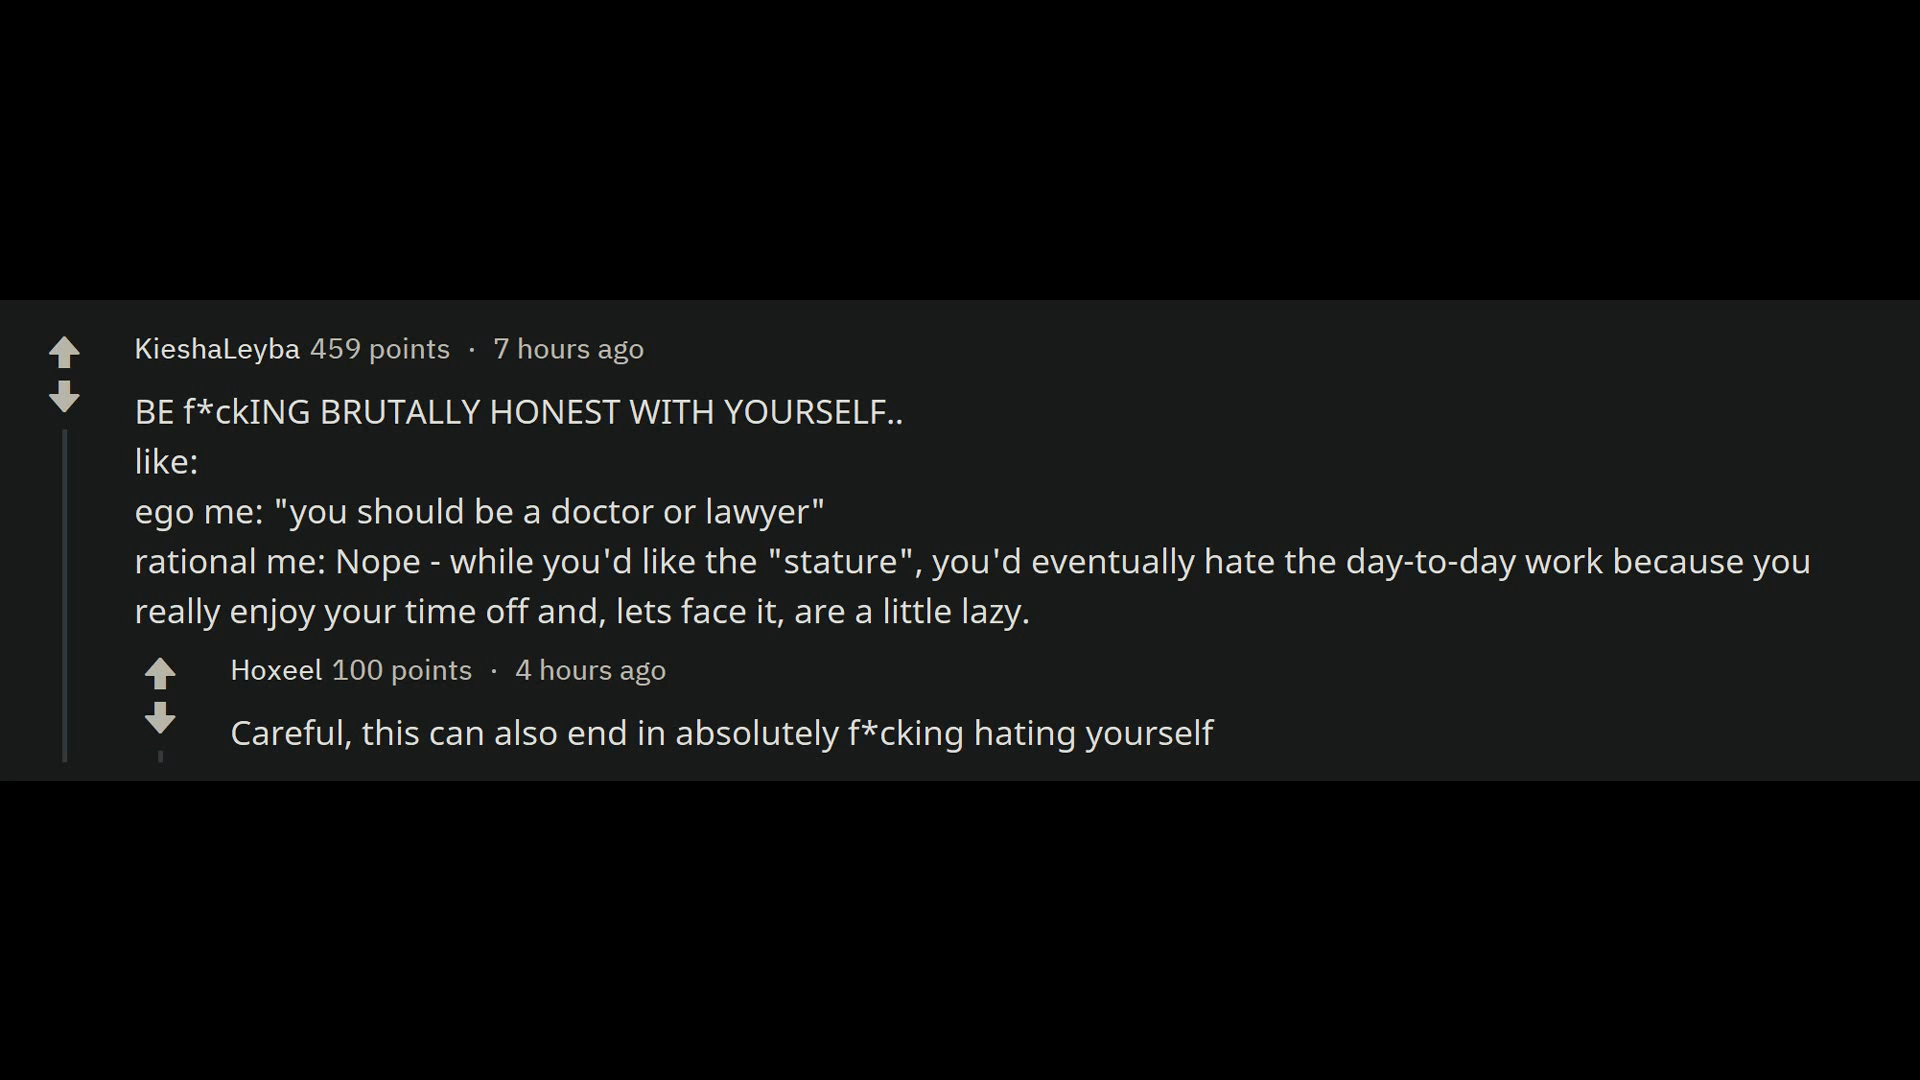 KieshaLeyba 459 points · 7 hours ago
BE f*ckING BRUTALLY HONEST WITH YOURSELF..
like:
ego me: "you should be a doctor or lawyer"
rational me: Nope - while you'd like the "stature", you'd eventually hate the day-to-day work because you
really enjoy your time off and, lets face it, are a little lazy.
Hoxeel 100 points · 4 hours ago
Careful, this can also end in absolutely f*cking hating yourself